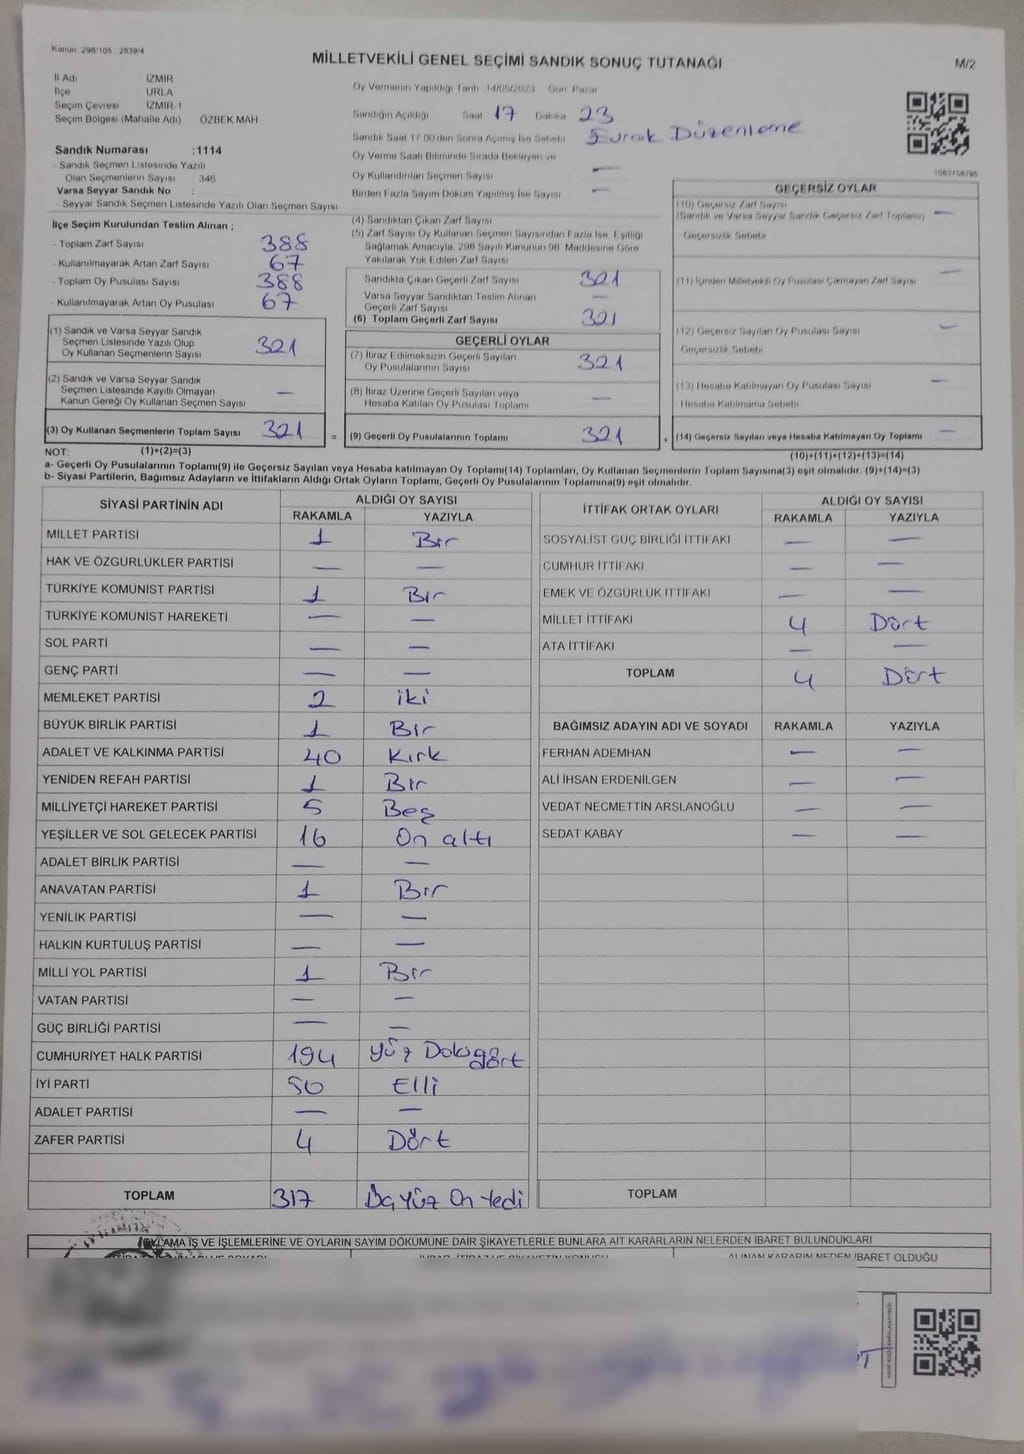 Kanun. 298/105 : 2839/4
MİLLETVEKİLİ GENEL SEÇİMİ SANDIK SONUÇ TUTANAĞI
M/2
İl Adı İZMİR
İlçe URLA
Seçim Çevresi İZMİR-1
Seçim Bölgesi (Mahalle Adı) ÖZBEK MAH
Oy Vermenin Yapıldığı Tarih 14/05/2023 Gün Pazar
Sandığın Açıldığı Saat 17 Dakika 23
Sandık Saat 17:00'den Sonra Açılmış İse Sebebi Evrak Düzenleme
Oy Verme Saati Bitiminde Sırada Bekleyen ve
Oy Kullandırılan Seçmen Sayısı —
Birden Fazla Sayım Döküm Yapılmış İse Sayısı —
Sandık Numarası :1114
- Sandık Seçmen Listesinde Yazılı
Olan Seçmenlerin Sayısı 346
Varsa Seyyar Sandık No :
- Seyyar Sandık Seçmen Listesinde Yazılı Olan Seçmen Sayısı
İlçe Seçim Kurulundan Teslim Alınan ;
- Toplam Zarf Sayısı 388
- Kullanılmayarak Artan Zarf Sayısı 67
- Toplam Oy Pusulası Sayısı 388
- Kullanılmayarak Artan Oy Pusulası 67
(1) Sandık ve Varsa Seyyar Sandık
Seçmen Listesinde Yazılı Olup
Oy Kullanan Seçmenlerin Sayısı 321
(2) Sandık ve Varsa Seyyar Sandık
Seçmen Listesinde Kayıtlı Olmayan
Kanun Gereği Oy Kullanan Seçmen Sayısı —
(3) Oy Kullanan Seçmenlerin Toplam Sayısı 321 =
(4) Sandıktan Çıkan Zarf Sayısı
(5) Zarf Sayısı Oy Kullanan Seçmen Sayısından Fazla İse, Eşitliği
Sağlamak Amacıyla, 298 Sayılı Kanunun 98. Maddesine Göre
Yakılarak Yok Edilen Zarf Sayısı
Sandıkta Çıkan Geçerli Zarf Sayısı 321
Varsa Seyyar Sandıktan Teslim Alınan
Geçerli Zarf Sayısı —
(6) Toplam Geçerli Zarf Sayısı 321
GEÇERLİ OYLAR
(7) İtiraz Edilmeksizin Geçerli Sayılan
Oy Pusulalarının Sayısı 321
(8) İtiraz Üzerine Geçerli Sayılan veya
Hesaba Katılan Oy Pusulası Toplamı —
(9) Geçerli Oy Pusulalarının Toplamı 321 +
GEÇERSİZ OYLAR
(10) Geçersiz Zarf Sayısı
(Sandık ve Varsa Seyyar Sandık Geçersiz Zarf Toplamı) —
Geçersizlik Sebebi
(11) İçinden Milletvekili Oy Pusulası Çıkmayan Zarf Sayısı —
(12) Geçersiz Sayılan Oy Pusulası Sayısı —
Geçersizlik Sebebi
(13) Hesaba Katılmayan Oy Pusulası Sayısı —
Hesaba Katılmama Sebebi
(14) Geçersiz Sayılan veya Hesaba Katılmayan Oy Toplamı —
NOT: (1)+(2)=(3)
(10)+(11)+(12)+(13)=(14)
a- Geçerli Oy Pusulalarının Toplamı(9) ile Geçersiz Sayılan veya Hesaba katılmayan Oy Toplamı(14) Toplamları, Oy Kullanan Seçmenlerin Toplam Sayısına(3) eşit olmalıdır. (9)+(14)=(3)
b- Siyasi Partilerin, Bağımsız Adayların ve İttifakların Aldığı Ortak Oyların Toplamı, Geçerli Oy Pusulalarının Toplamına(9) eşit olmalıdır.
SİYASİ PARTİNİN ADI ALDIĞI OY SAYISI
RAKAMLA YAZIYLA
MİLLET PARTİSİ 1 Bir
HAK VE ÖZGÜRLÜKLER PARTİSİ — —
TÜRKİYE KOMÜNİST PARTİSİ 1 Bir
TÜRKİYE KOMÜNİST HAREKETİ — —
SOL PARTİ — —
GENÇ PARTİ — —
MEMLEKET PARTİSİ 2 iki
BÜYÜK BİRLİK PARTİSİ 1 Bir
ADALET VE KALKINMA PARTİSİ 40 Kırk
YENİDEN REFAH PARTİSİ 1 Bir
MİLLİYETÇİ HAREKET PARTİSİ 5 Beş
YEŞİLLER VE SOL GELECEK PARTİSİ 16 On altı
ADALET BİRLİK PARTİSİ — —
ANAVATAN PARTİSİ 1 Bir
YENİLİK PARTİSİ — —
HALKIN KURTULUŞ PARTİSİ — —
MİLLİ YOL PARTİSİ 1 Bir
VATAN PARTİSİ — —
GÜÇ BİRLİĞİ PARTİSİ — —
CUMHURİYET HALK PARTİSİ 194 Yüz Doksan dört
İYİ PARTİ 50 Elli
ADALET PARTİSİ — —
ZAFER PARTİSİ 4 Dört
TOPLAM 317 Üç Yüz On Yedi
İTTİFAK ORTAK OYLARI ALDIĞI OY SAYISI
RAKAMLA YAZIYLA
SOSYALİST GÜÇ BİRLİĞİ İTTİFAKI — —
CUMHUR İTTİFAKI — —
EMEK VE ÖZGÜRLÜK İTTİFAKI — —
MİLLET İTTİFAKI 4 Dört
ATA İTTİFAKI — —
TOPLAM 4 Dört
BAĞIMSIZ ADAYIN ADI VE SOYADI RAKAMLA YAZIYLA
FERHAN ADEMHAN — —
ALİ İHSAN ERDENİLGEN — —
VEDAT NECMETTİN ARSLANOĞLU — —
SEDAT KABAY — —
TOPLAM
OYLAMA İŞ VE İŞLEMLERİNE VE OYLARIN SAYIM DÖKÜMÜNE DAİR ŞİKAYETLERLE BUNLARA AİT KARARLARIN NELERDEN İBARET BULUNDUKLARI
ALINAN KARARIN NEDEN İBARET OLDUĞU